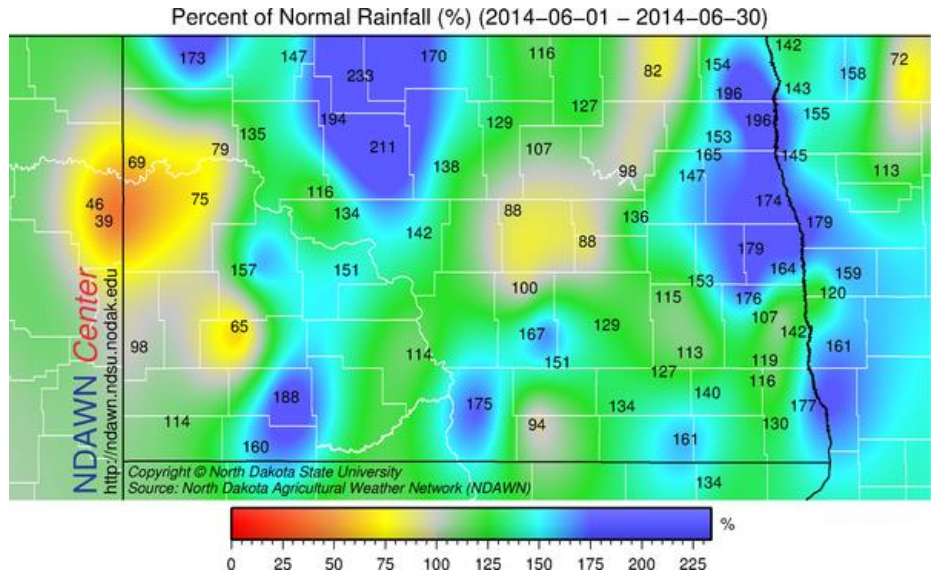 Percent of Normal Rainfall (%) (2014−06−01 − 2014−06−30)
142
173 147 233 170 116 82 154 158 72
196 143
194 135 129 127 196 155
211 107 153
69 79 138 98 165 145 113
75 116 147
46 39 134 88 136 174 179
142 88 179
157 151 164 159
100 153 120
115 176
65 167 129 107 142
98 114 151 113 119 161
127 116
188 175 134 140 177
114 94 130
160 161
134
NDAWN Center
http://ndawn.ndsu.nodak.edu
Copyright © North Dakota State University
Source: North Dakota Agricultural Weather Network (NDAWN)
%
0 25 50 75 100 125 150 175 200 225